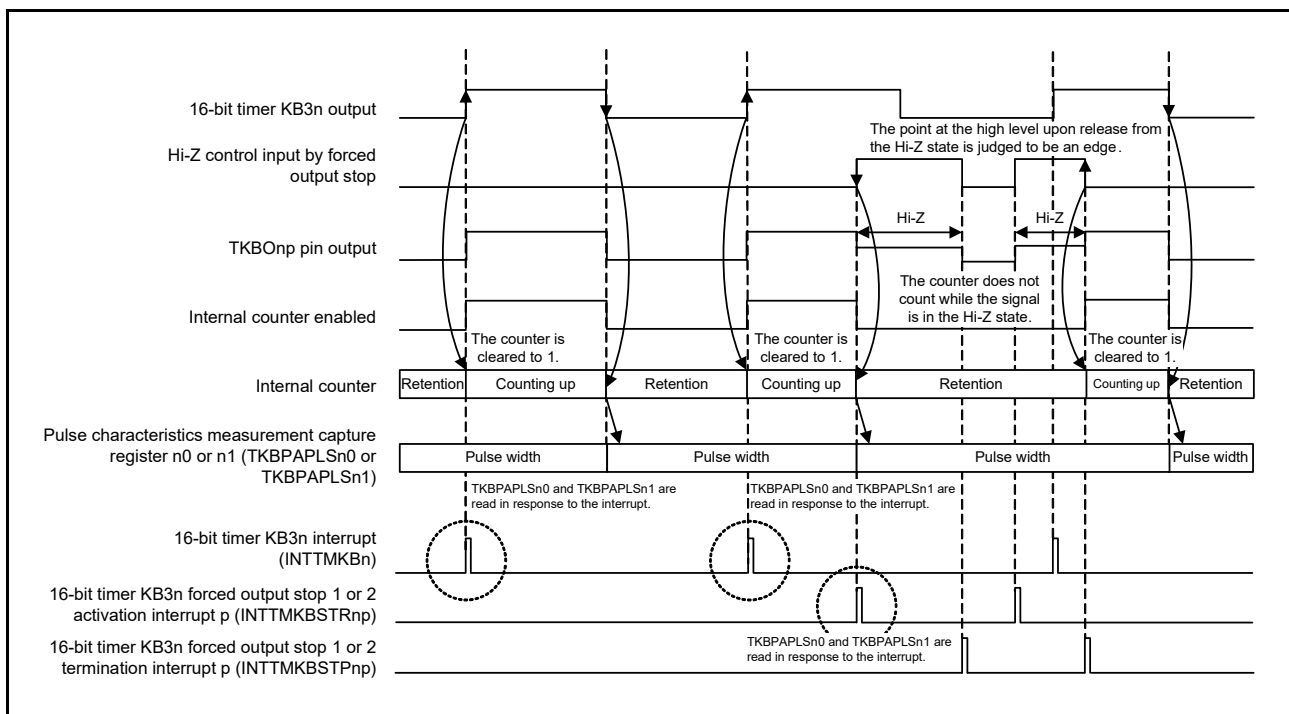 16-bit timer KB3n output
The point at the high level upon release from
the Hi-Z state is judged to be an edge.
Hi-Z control input by forced
output stop
Hi-Z
Hi-Z
TKBOnp pin output
The counter does not
count while the signal
is in the Hi-Z state.
Internal counter enabled
The counter is
cleared to 1.
The counter is
cleared to 1.
The counter is
cleared to 1.
Internal counter
Retention
Counting up
Retention
Counting up
Retention
Counting up
Retention
Pulse characteristics measurement capture
register n0 or n1 (TKBPAPLSn0 or
TKBPAPLSn1)
Pulse width
Pulse width
Pulse width
Pulse width
TKBPAPLSn0 and TKBPAPLSn1 are
read in response to the interrupt.
TKBPAPLSn0 and TKBPAPLSn1 are
read in response to the interrupt.
16-bit timer KB3n interrupt
(INTTMKBn)
16-bit timer KB3n forced output stop 1 or 2
activation interrupt p (INTTMKBSTRnp)
TKBPAPLSn0 and TKBPAPLSn1 are
read in response to the interrupt.
16-bit timer KB3n forced output stop 1 or 2
termination interrupt p (INTTMKBSTPnp)